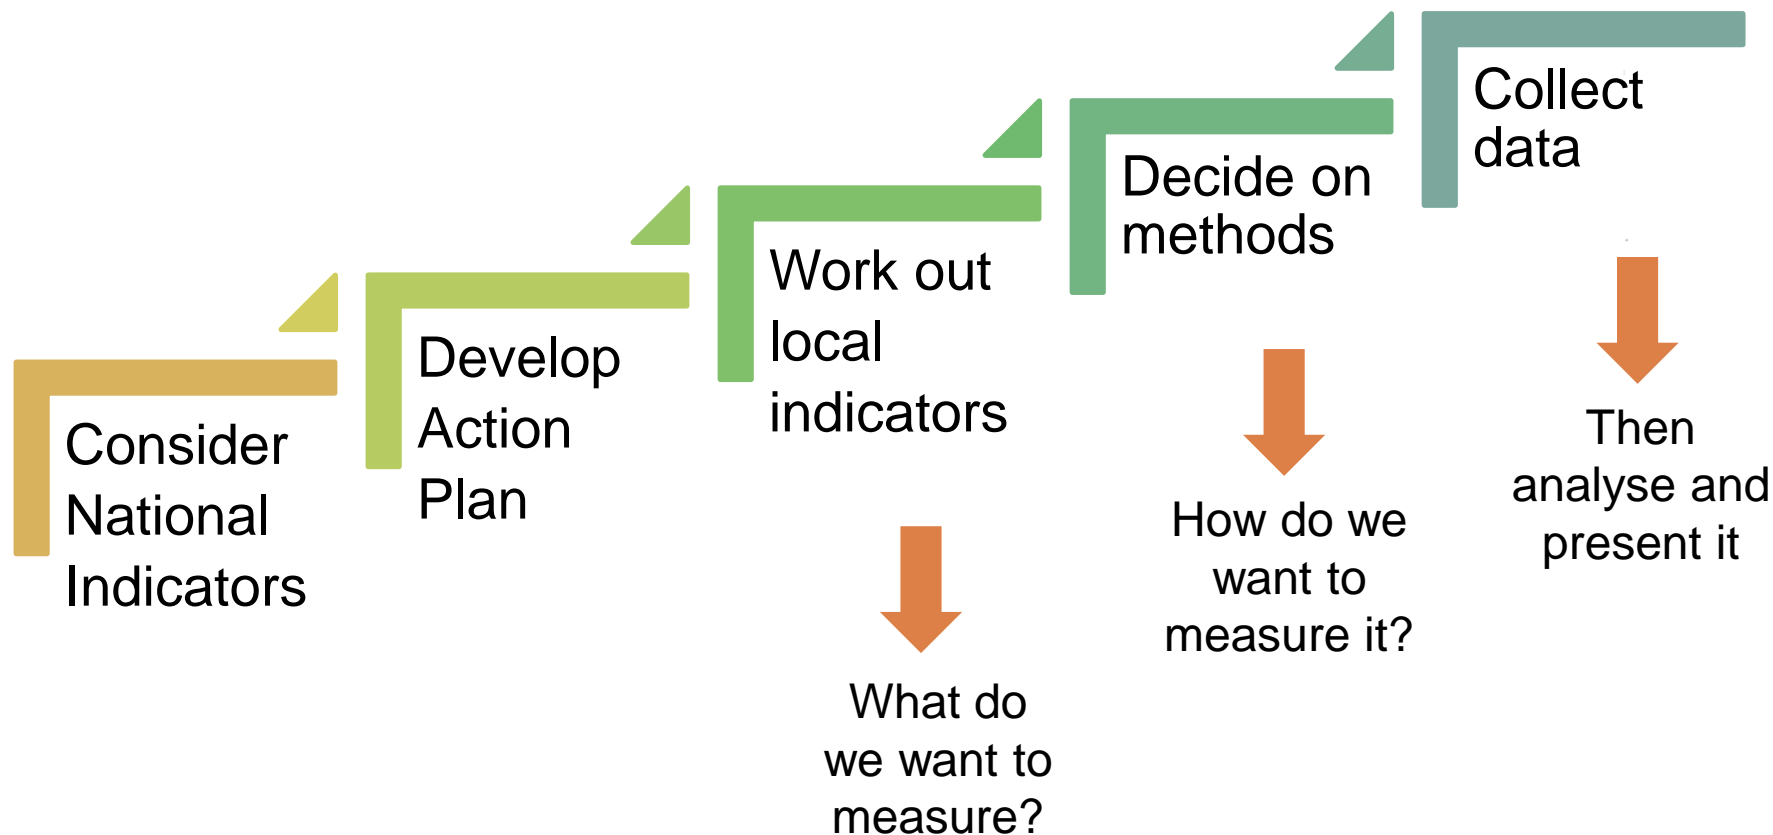 Consider
National
Indicators
Develop
Action
Plan
Work out
local
indicators
Decide on
methods
Collect
data
What do
we want to
measure?
How do we
want to
measure it?
Then
analyse and
present it